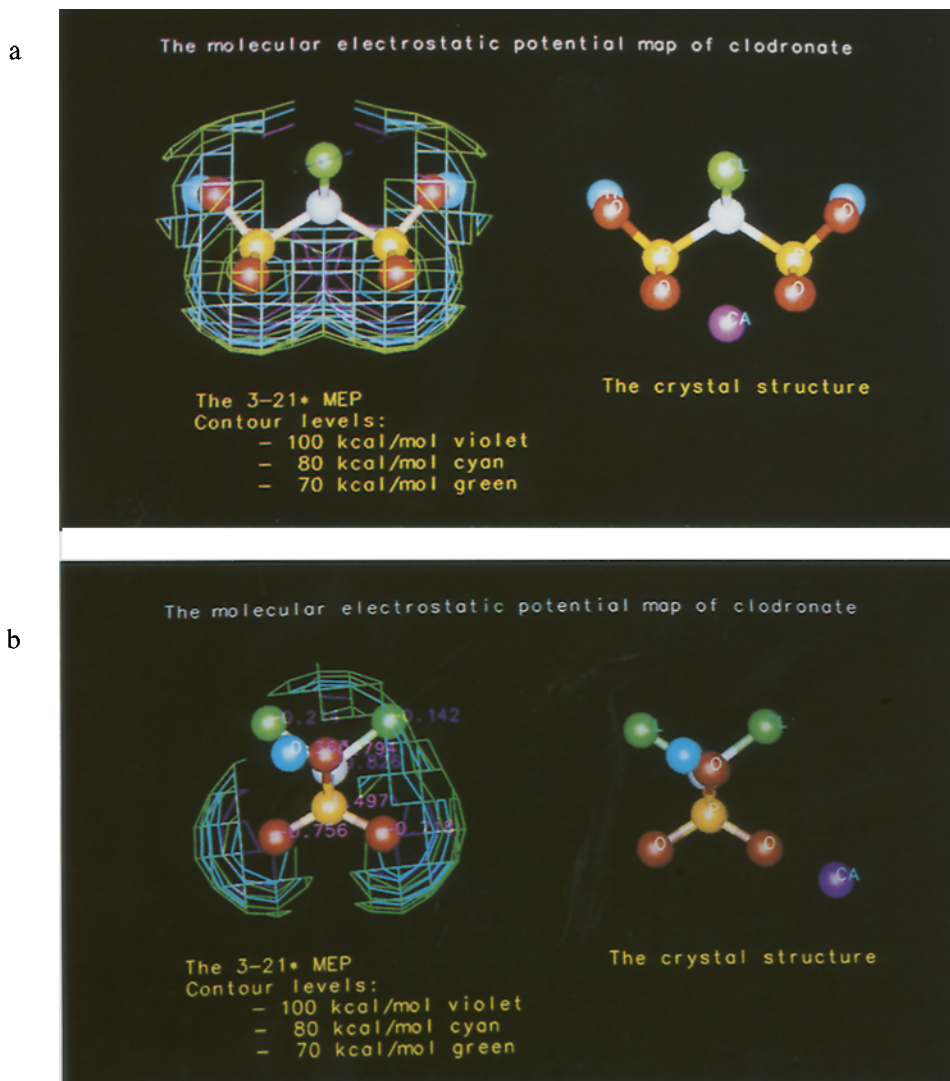 a
The molecular electrostatic potential map of clodronate
CL
O
O
P
P
O
O
CA
The 3-21* MEP
Contour levels:
- 100 kcal/mol violet
- 80 kcal/mol cyan
- 70 kcal/mol green
The crystal structure
b
The molecular electrostatic potential map of clodronate
-0.142
-0.756
L
L
O
P
O
O
CA
The 3-21* MEP
Contour levels:
- 100 kcal/mol violet
- 80 kcal/mol cyan
- 70 kcal/mol green
The crystal structure